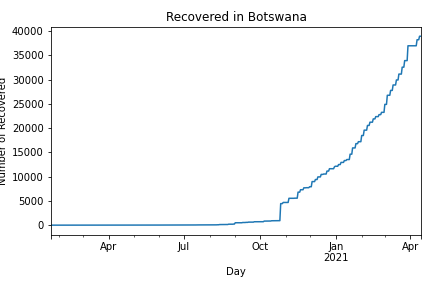 Recovered in Botswana
Number of Recovered
40000
35000
30000
25000
20000
15000
10000
5000
0
Apr
Jul
Oct
Jan
2021
Apr
Day